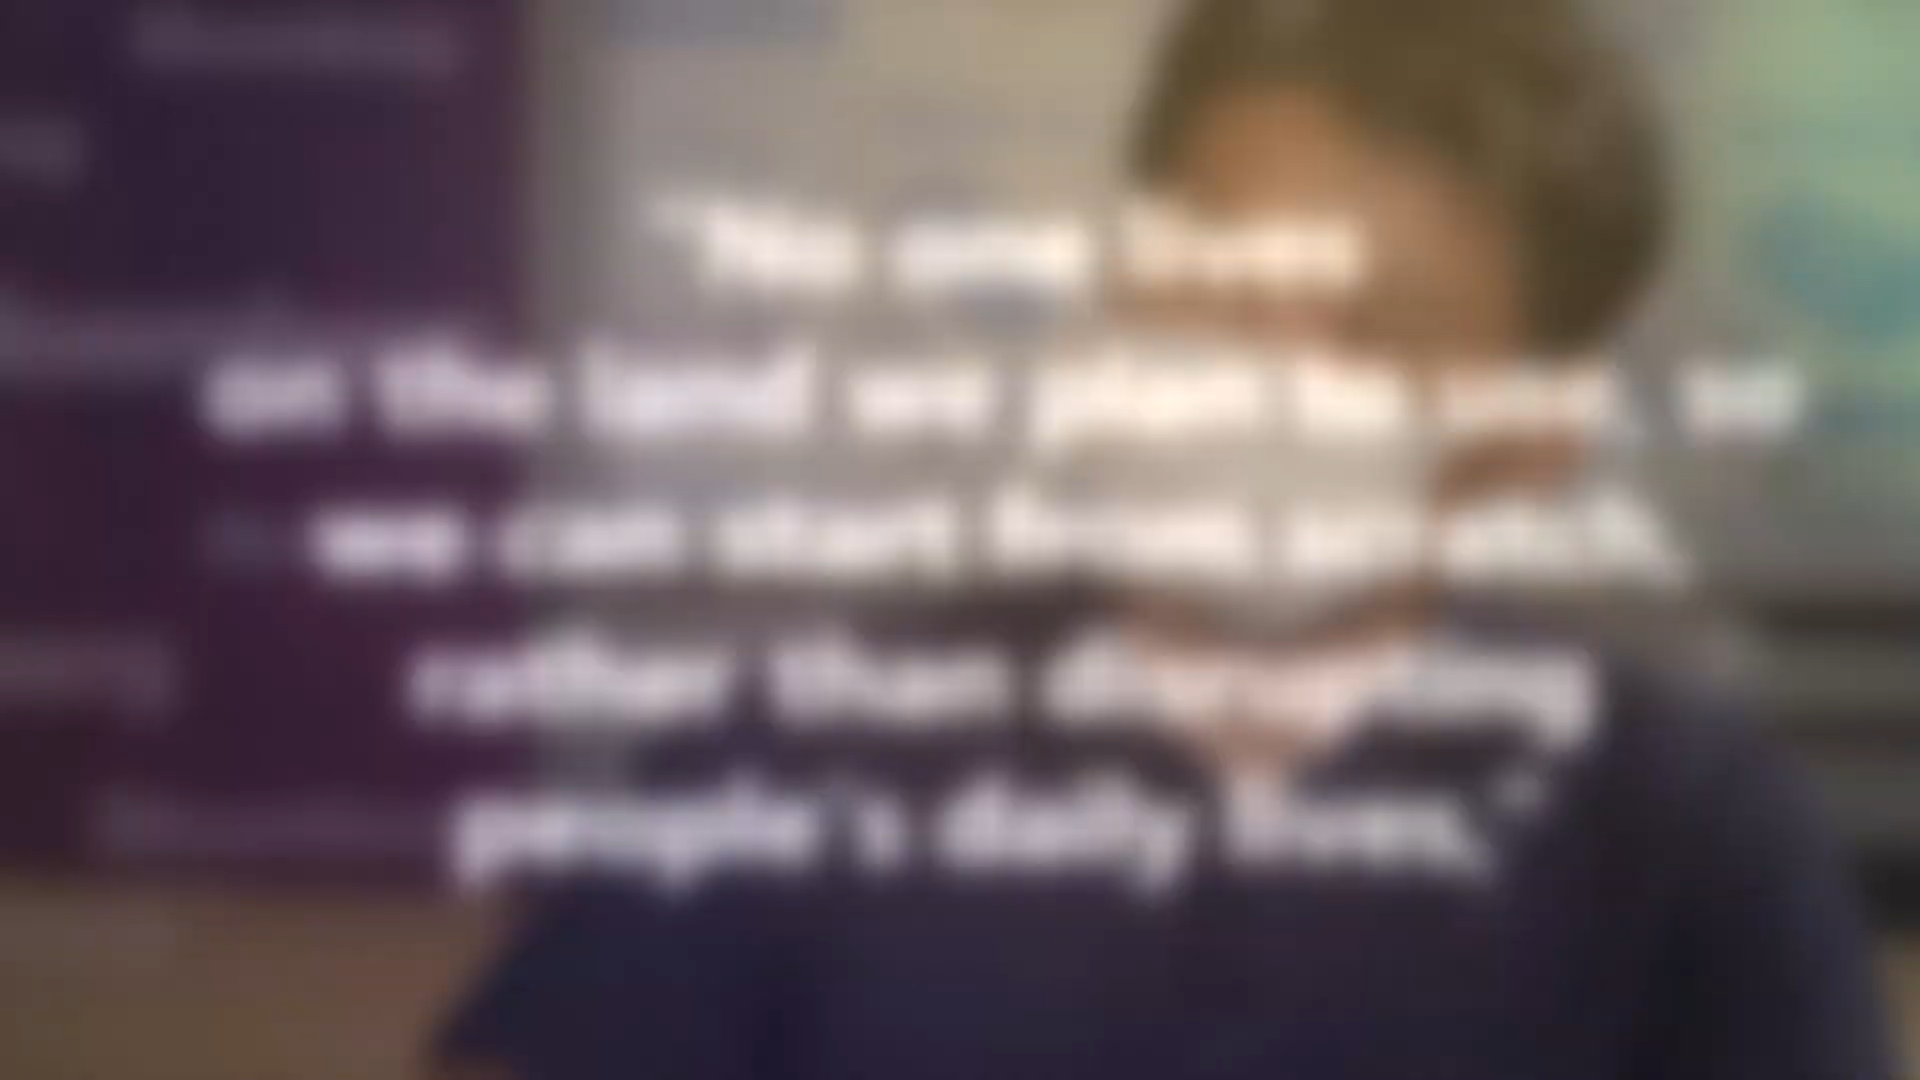 "No one lives
on the land we plan to use, so
we can start from scratch
rather than disrupting
people's daily lives,"